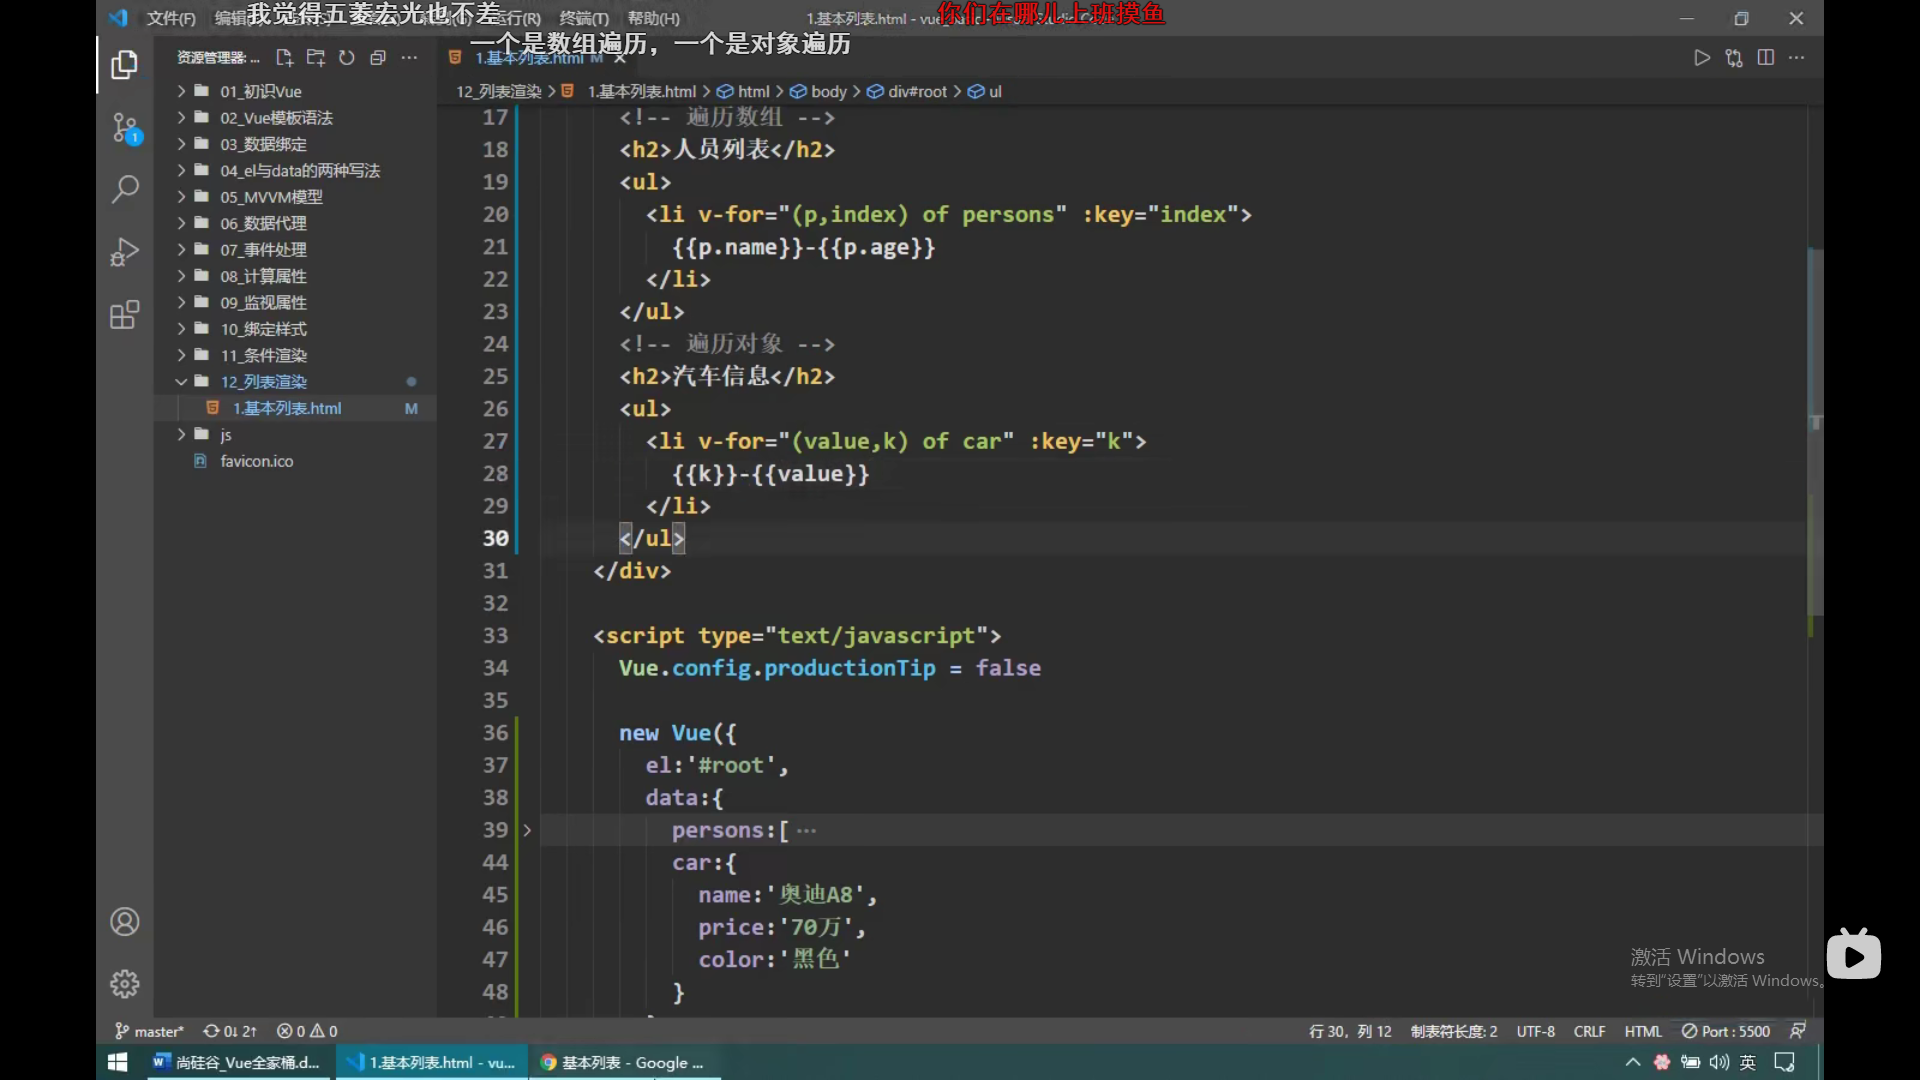 我觉得五菱宏光也不差
你们在哪儿上班摸鱼
一个是数组遍历，一个是对象遍历
文件(F) 编辑 运行(R) 终端(T) 帮助(H)
1.基本列表.html - vue
资源管理器: ...
1.基本列表.html M
12_列表渲染 > 1.基本列表.html > html > body > div#root > ul
01_初识Vue
02_Vue模板语法
03_数据绑定
04_el与data的两种写法
05_MVVM模型
06_数据代理
07_事件处理
08_计算属性
09_监视属性
10_绑定样式
11_条件渲染
12_列表渲染
1.基本列表.html M
js
favicon.ico
1
17 <!-- 遍历数组 -->
18 <h2>人员列表</h2>
19 <ul>
20 <li v-for="(p,index) of persons" :key="index">
21 {{p.name}}-{{p.age}}
22 </li>
23 </ul>
24 <!-- 遍历对象 -->
25 <h2>汽车信息</h2>
26 <ul>
27 <li v-for="(value,k) of car" :key="k">
28 {{k}}-{{value}}
29 </li>
30 </ul>
31 </div>
32
33 <script type="text/javascript">
34 Vue.config.productionTip = false
35
36 new Vue({
37 el:'#root',
38 data:{
39 persons:[ ···
44 car:{
45 name:'奥迪A8',
46 price:'70万',
47 color:'黑色'
48 }
激活 Windows
转到"设置"以激活 Windows。
master* 0↓ 2↑ 0 0 行 30，列 12 制表符长度: 2 UTF-8 CRLF HTML Port : 5500
尚硅谷_Vue全家桶.d... 1.基本列表.html - vu... 基本列表 - Google ... 英